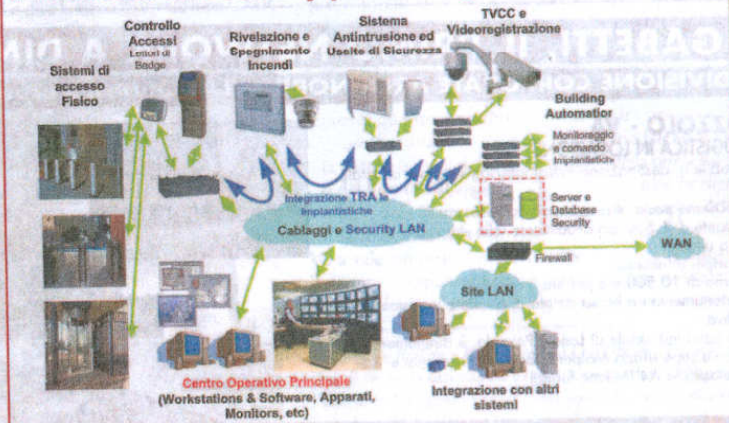 Controllo
Accessi
Lettori di
Badge
Rivelazione e
Spegnimento
Incendi
Sistema
Antintrusione ed
Uscite di Sicurezza
TVCC e
Videoregistrazione
Sistemi di
accesso
Fisico
Building
Automation
Monitoraggio
e comando
Impiantistiche
Integrazione TRA le
Impiantistiche
Cablaggi e Security LAN
Server e
Database
Security
Firewall
WAN
Site LAN
Centro Operativo Principale
(Workstations & Software, Apparati,
Monitors, etc)
Integrazione con altri
sistemi